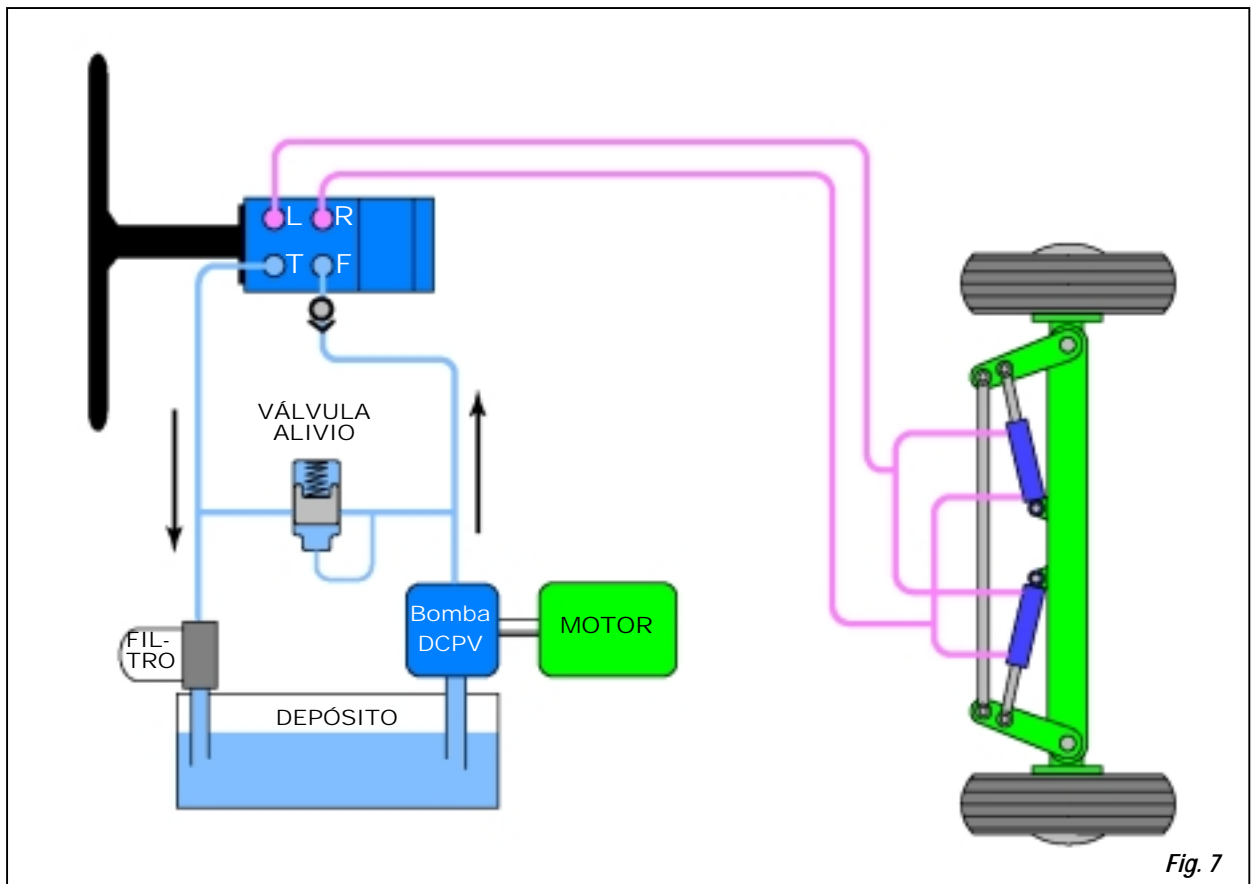 L R
T F
VÁLVULA
ALIVIO
Bomba
DCPV
MOTOR
FIL-
TRO
DEPÓSITO
Fig. 7